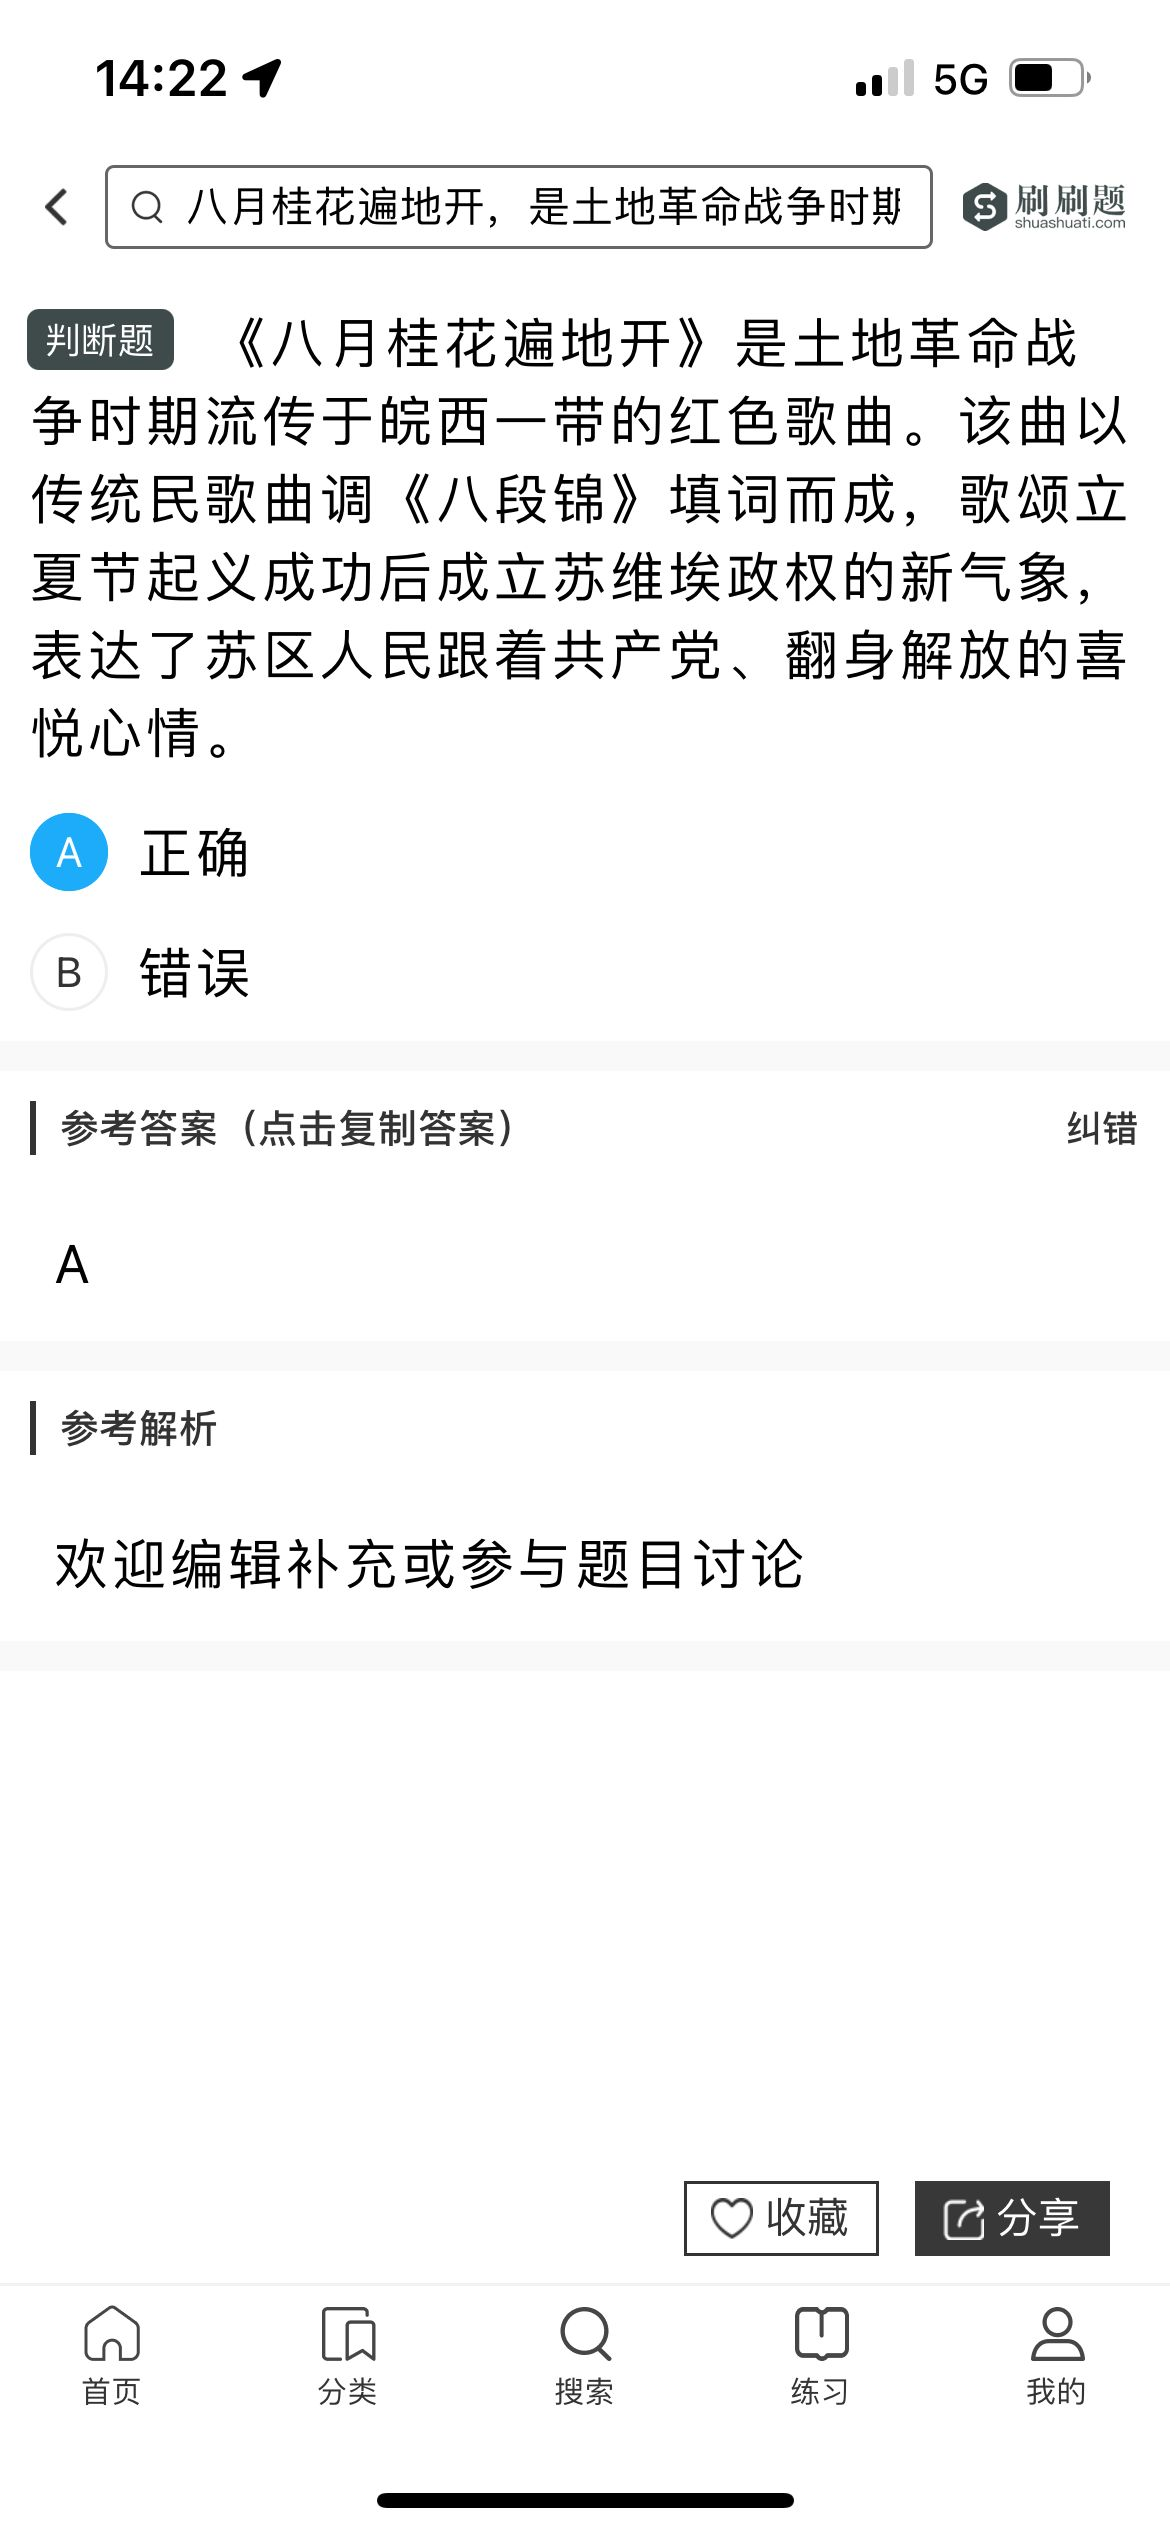 14:22
5G
八月桂花遍地开，是土地革命战争时期
刷刷题
shuashuati.com
判断题 《八月桂花遍地开》是土地革命战
争时期流传于皖西一带的红色歌曲。该曲以
传统民歌曲调《八段锦》填词而成，歌颂立
夏节起义成功后成立苏维埃政权的新气象，
表达了苏区人民跟着共产党、翻身解放的喜
悦心情。
A 正确
B 错误
参考答案（点击复制答案） 纠错
A
参考解析
欢迎编辑补充或参与题目讨论
收藏 分享
首页 分类 搜索 练习 我的